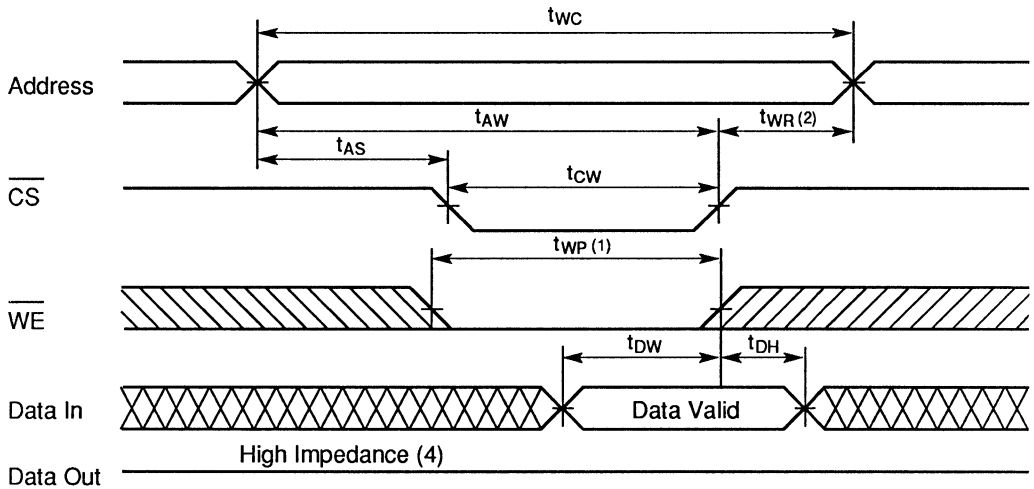 tWC
Address
tAW
tWR (2)
tAS
CS
tCW
tWP (1)
WE
tDW
tDH
Data In
Data Valid
High Impedance (4)
Data Out